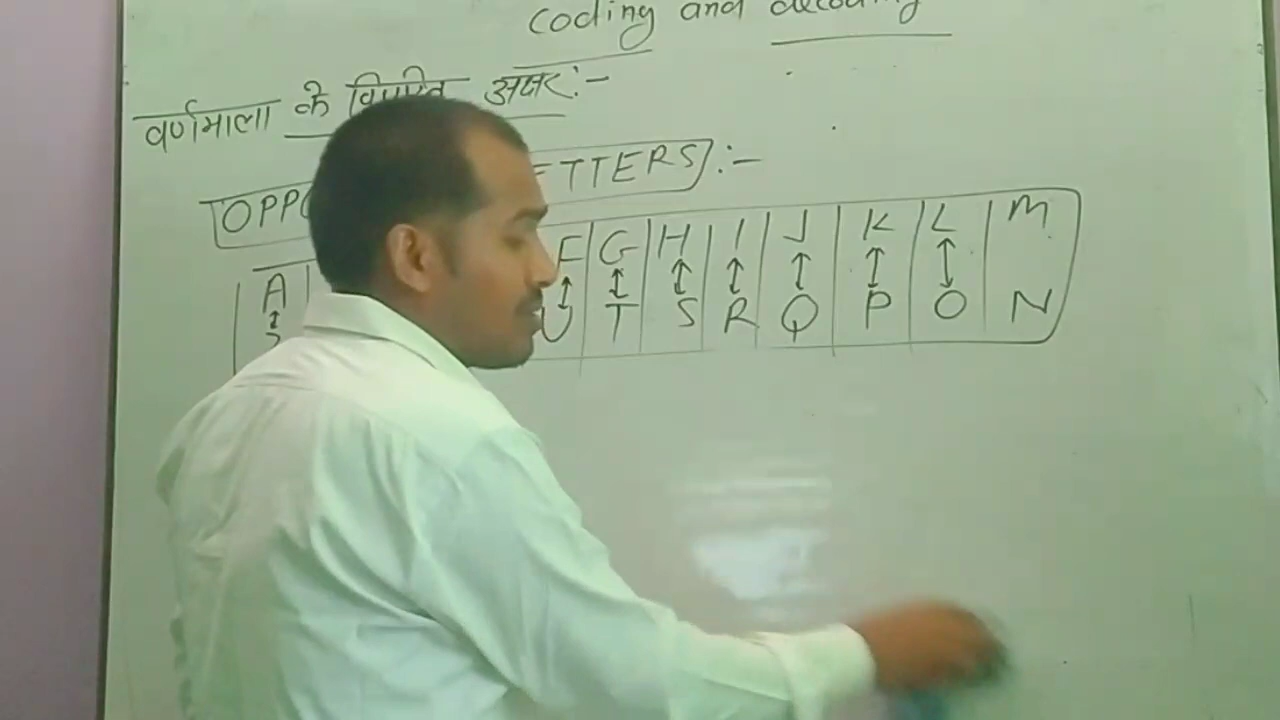 Coding and decoding
वर्णमाला के विपरित अक्षर:-
OPPO ETTERS :-
A F G H I J K L M
U T S R Q P O N